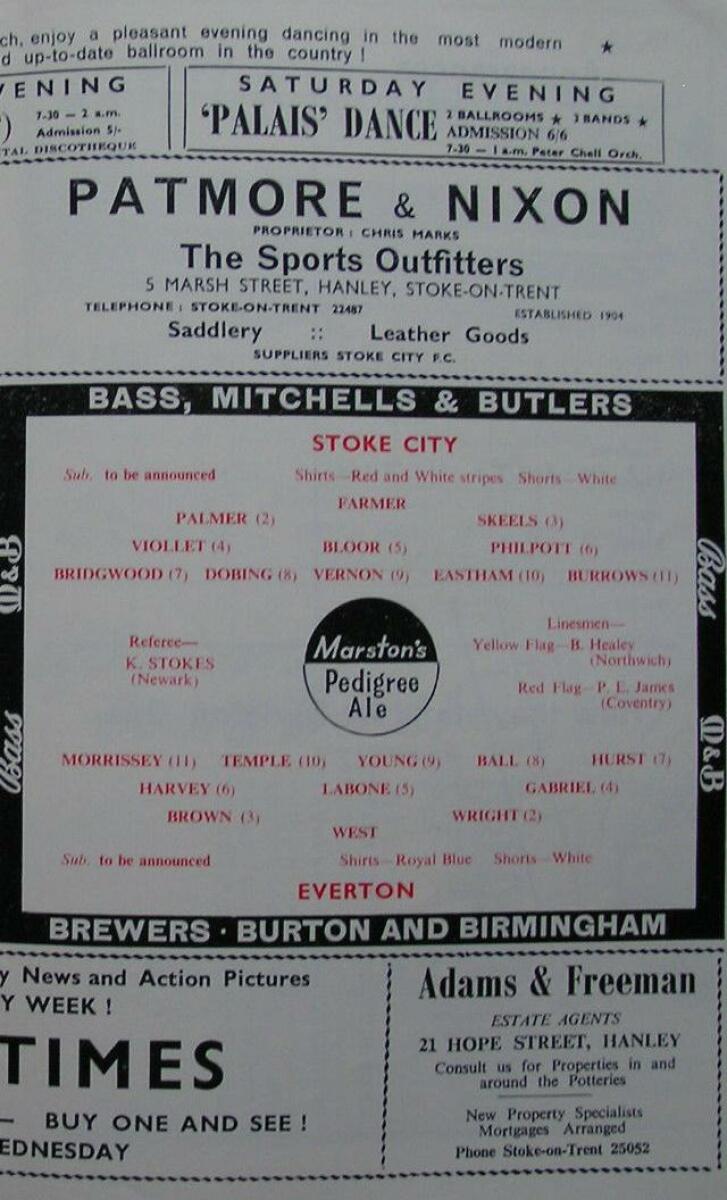 ch, enjoy a pleasant evening dancing in the most modern ★
d up-to-date ballroom in the country !
VENING
7-30 — 2 a.m.
Admission 5/-
TAL DISCOTHEQUE
SATURDAY EVENING
'PALAIS' DANCE
2 BALLROOMS ★ 3 BANDS ★
ADMISSION 6/6
7-30 — 1 a.m. Peter Chell Orch.
PATMORE & NIXON
PROPRIETOR : CHRIS MARKS
The Sports Outfitters
5 MARSH STREET, HANLEY, STOKE-ON-TRENT
TELEPHONE : STOKE-ON-TRENT 22487 ESTABLISHED 1904
Saddlery :: Leather Goods
SUPPLIERS STOKE CITY F.C.
BASS, MITCHELLS & BUTLERS
STOKE CITY
Sub. to be announced Shirts—Red and White stripes Shorts—White
FARMER
PALMER (2) SKEELS (3)
VIOLLET (4) BLOOR (5) PHILPOTT (6)
BRIDGWOOD (7) DOBING (8) VERNON (9) EASTHAM (10) BURROWS (11)
M&B
Bass
Referee—
K. STOKES
(Newark)
Marston's
Pedigree
Ale
Linesmen—
Yellow Flag—B. Healey
(Northwich)
Red Flag—P. E. James
(Coventry)
Bass
M&B
MORRISSEY (11) TEMPLE (10) YOUNG (9) BALL (8) HURST (7)
HARVEY (6) LABONE (5) GABRIEL (4)
BROWN (3) WRIGHT (2)
WEST
Sub. to be announced Shirts—Royal Blue Shorts—White
EVERTON
BREWERS · BURTON AND BIRMINGHAM
y News and Action Pictures
Y WEEK !
TIMES
— BUY ONE AND SEE !
EDNESDAY
Adams & Freeman
ESTATE AGENTS
21 HOPE STREET, HANLEY
Consult us for Properties in and
around the Potteries
New Property Specialists
Mortgages Arranged
Phone Stoke-on-Trent 25052